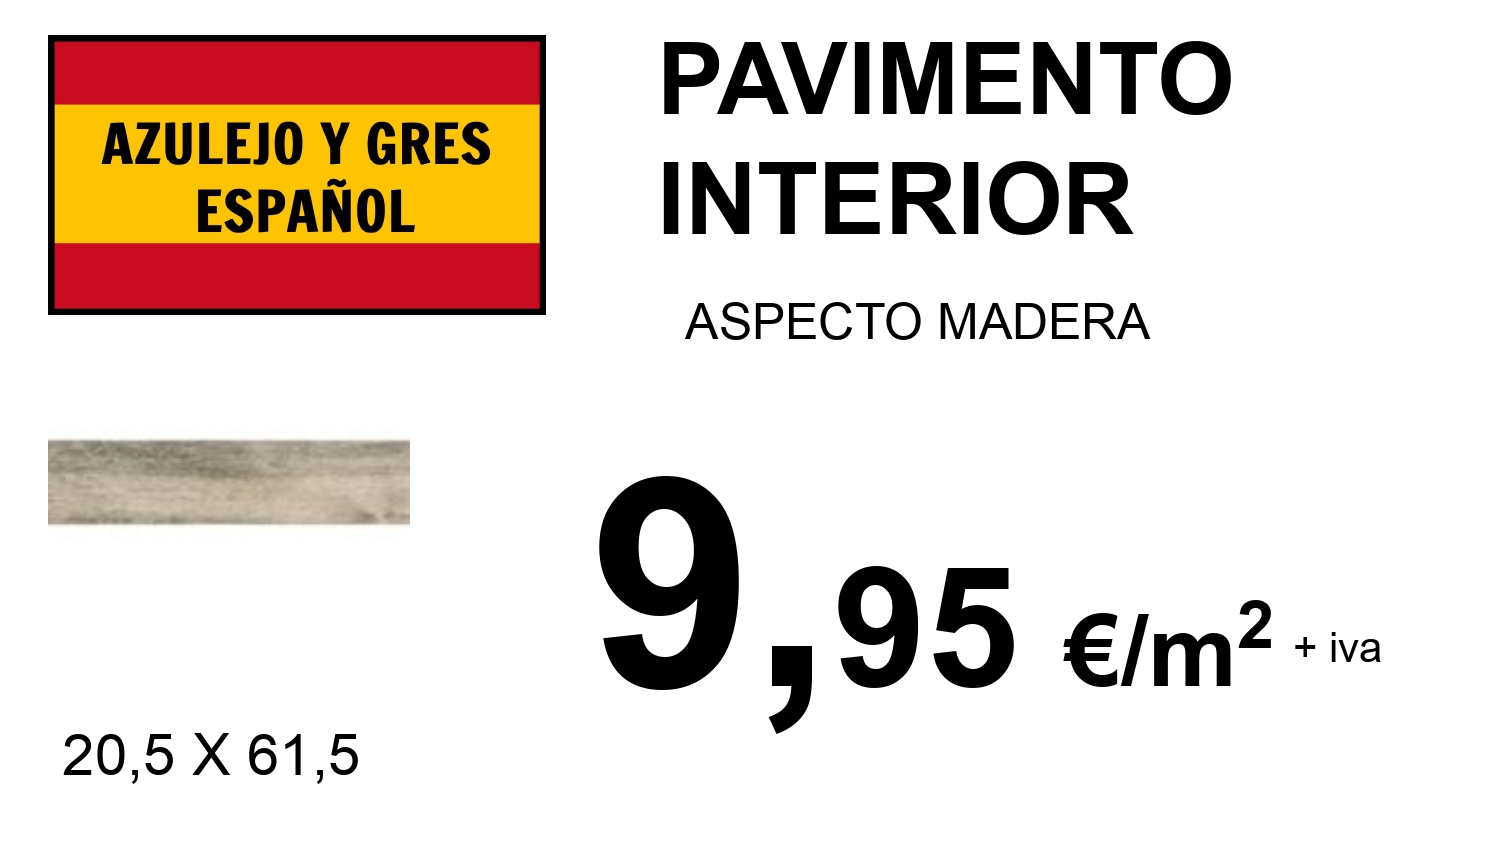 AZULEJO Y GRES
ESPAÑOL
PAVIMENTO
INTERIOR
ASPECTO MADERA
9,95 €/m² + iva
20,5 X 61,5